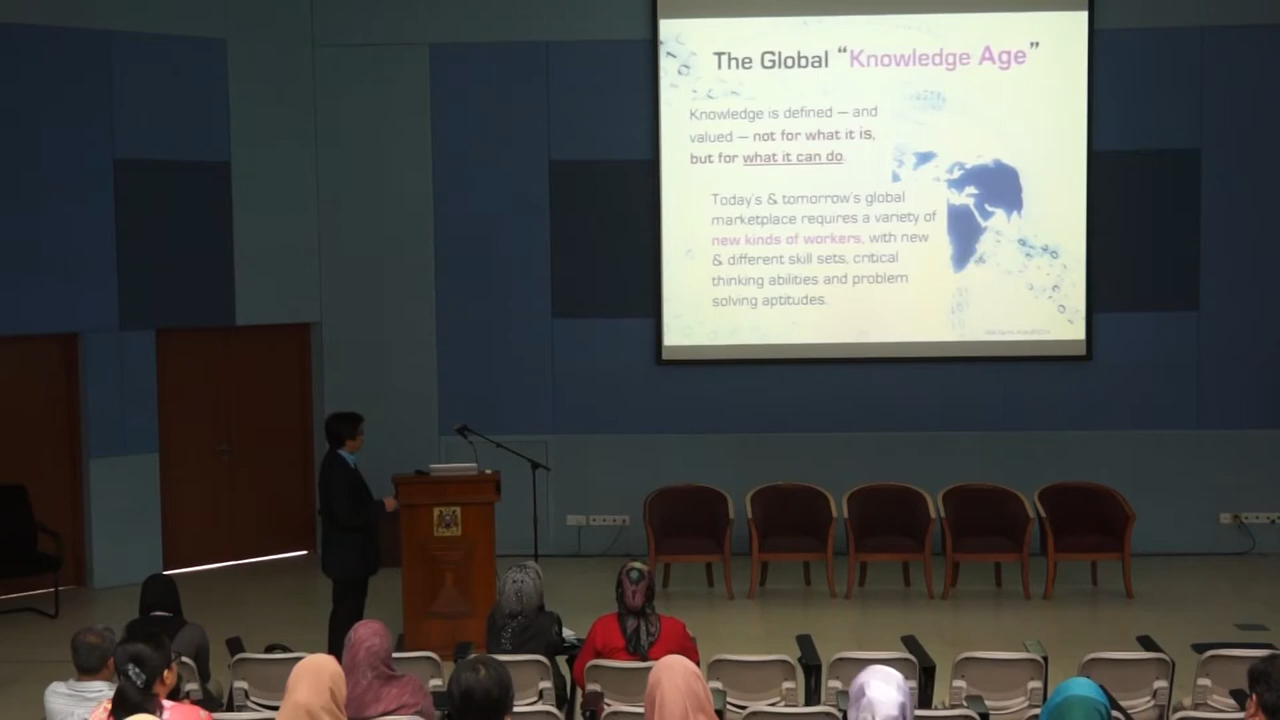 The Global “Knowledge Age”
Knowledge is defined — and
valued — not for what it is,
but for what it can do.
Today's & tomorrow's global
marketplace requires a variety of
new kinds of workers, with new
& different skill sets, critical
thinking abilities and problem
solving aptitudes.